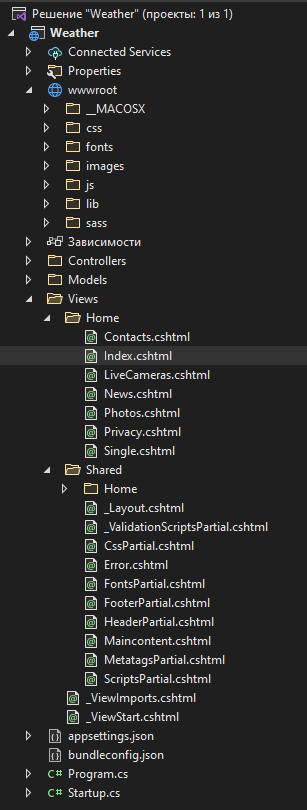 Решение "Weather" (проекты: 1 из 1)
Weather
Connected Services
Properties
wwwroot
__MACOSX
css
fonts
images
js
lib
sass
Зависимости
Controllers
Models
Views
Home
Contacts.cshtml
Index.cshtml
LiveCameras.cshtml
News.cshtml
Photos.cshtml
Privacy.cshtml
Single.cshtml
Shared
Home
_Layout.cshtml
_ValidationScriptsPartial.cshtml
CssPartial.cshtml
Error.cshtml
FontsPartial.cshtml
FooterPartial.cshtml
HeaderPartial.cshtml
Maincontent.cshtml
MetatagsPartial.cshtml
ScriptsPartial.cshtml
_ViewImports.cshtml
_ViewStart.cshtml
appsettings.json
bundleconfig.json
C# Program.cs
C# Startup.cs